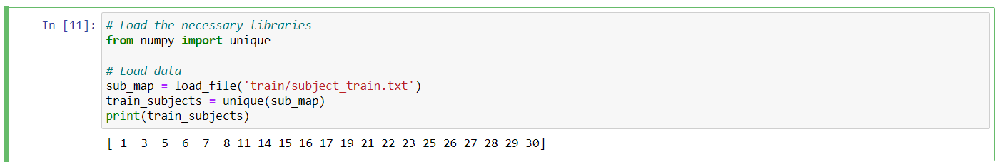 In [11]: # Load the necessary libraries
from numpy import unique
# Load data
sub_map = load_file('train/subject_train.txt')
train_subjects = unique(sub_map)
print(train_subjects)
[ 1  3  5  6  7  8 11 14 15 16 17 19 21 22 23 25 26 27 28 29 30]